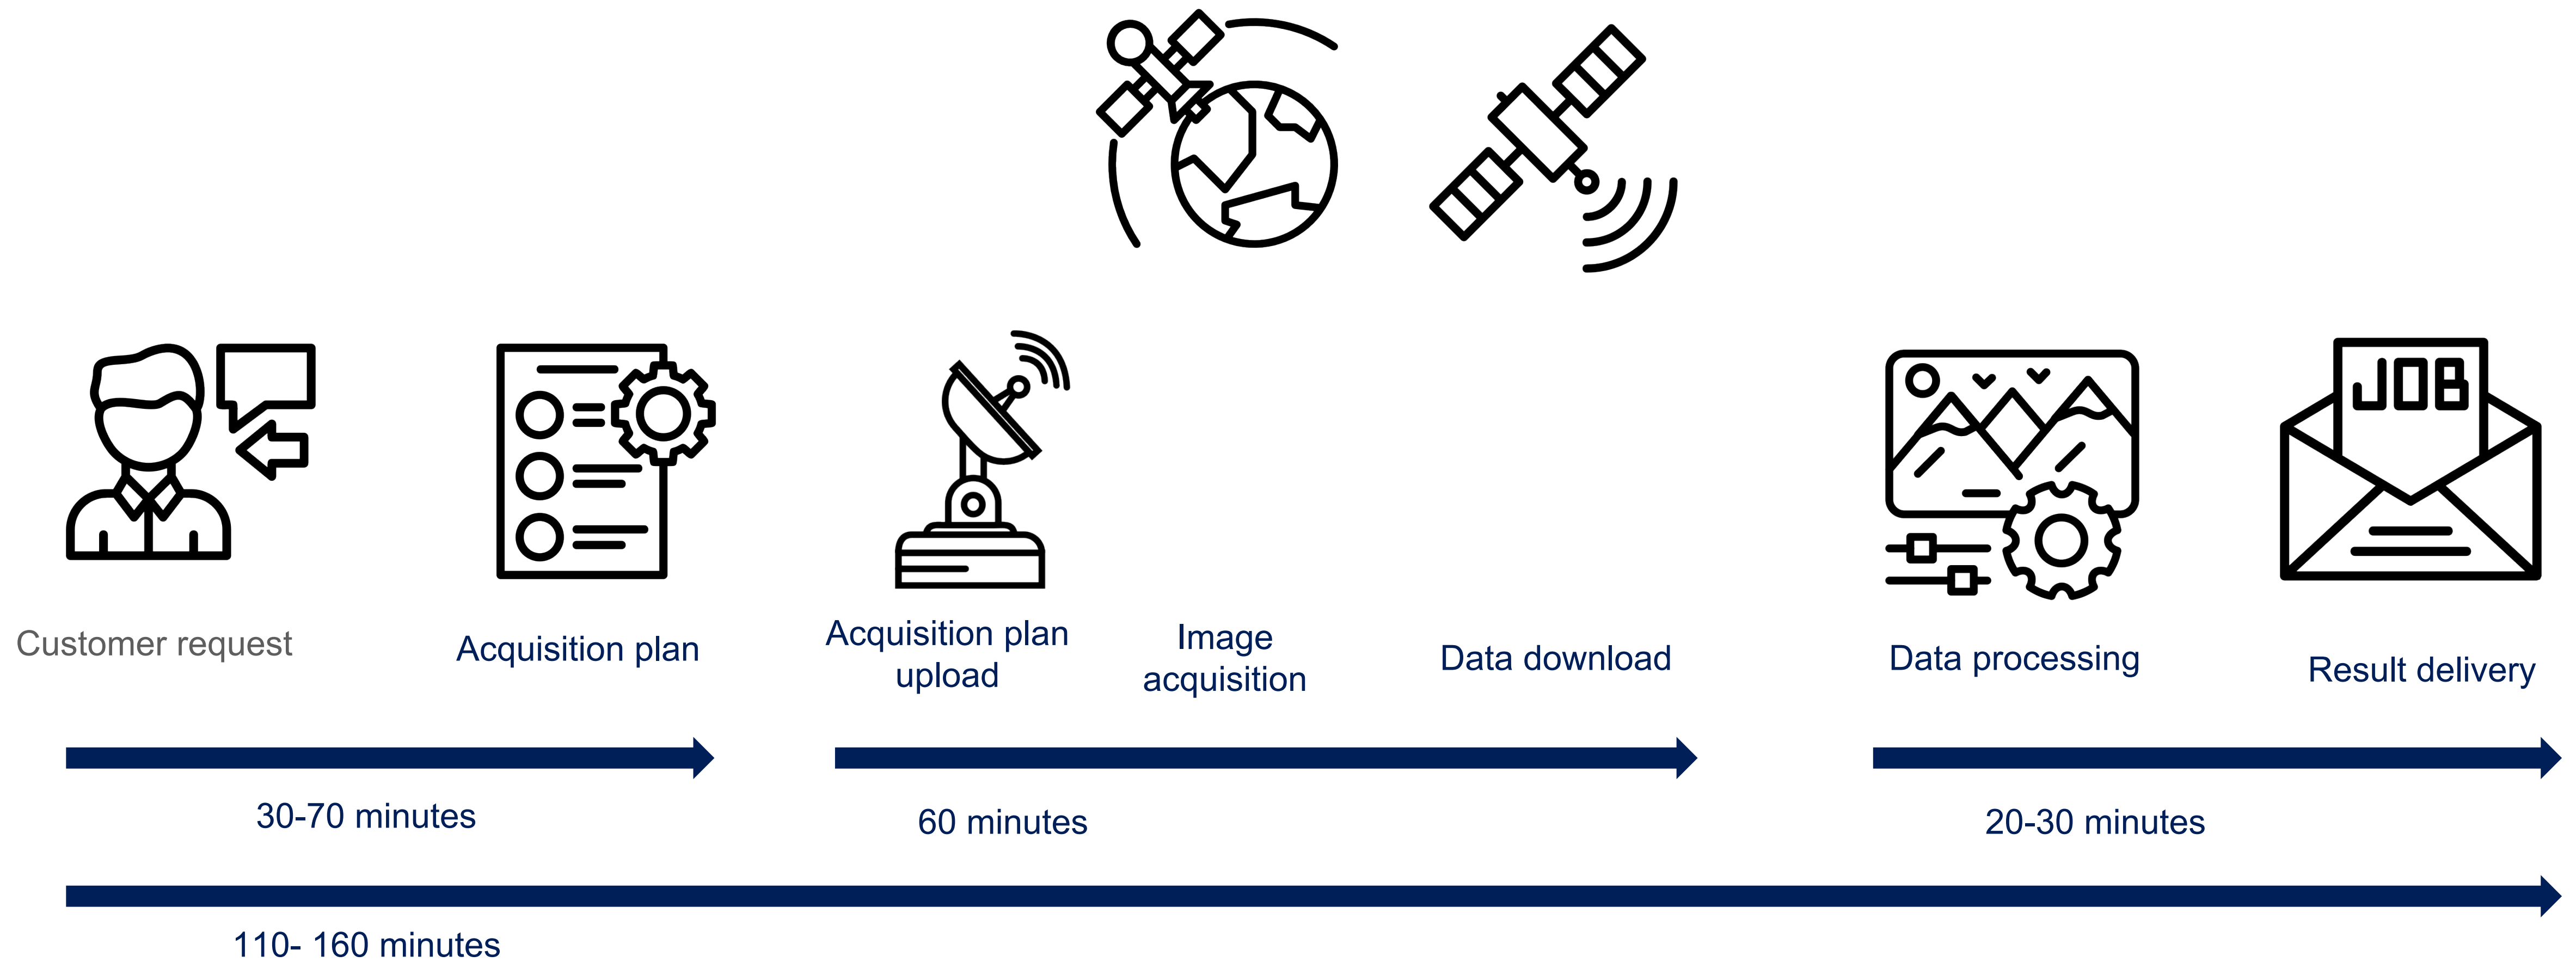 JOB
Customer request
Acquisition plan
Acquisition plan
upload
Image
acquisition
Data download
Data processing
Result delivery
30-70 minutes
60 minutes
20-30 minutes
110- 160 minutes